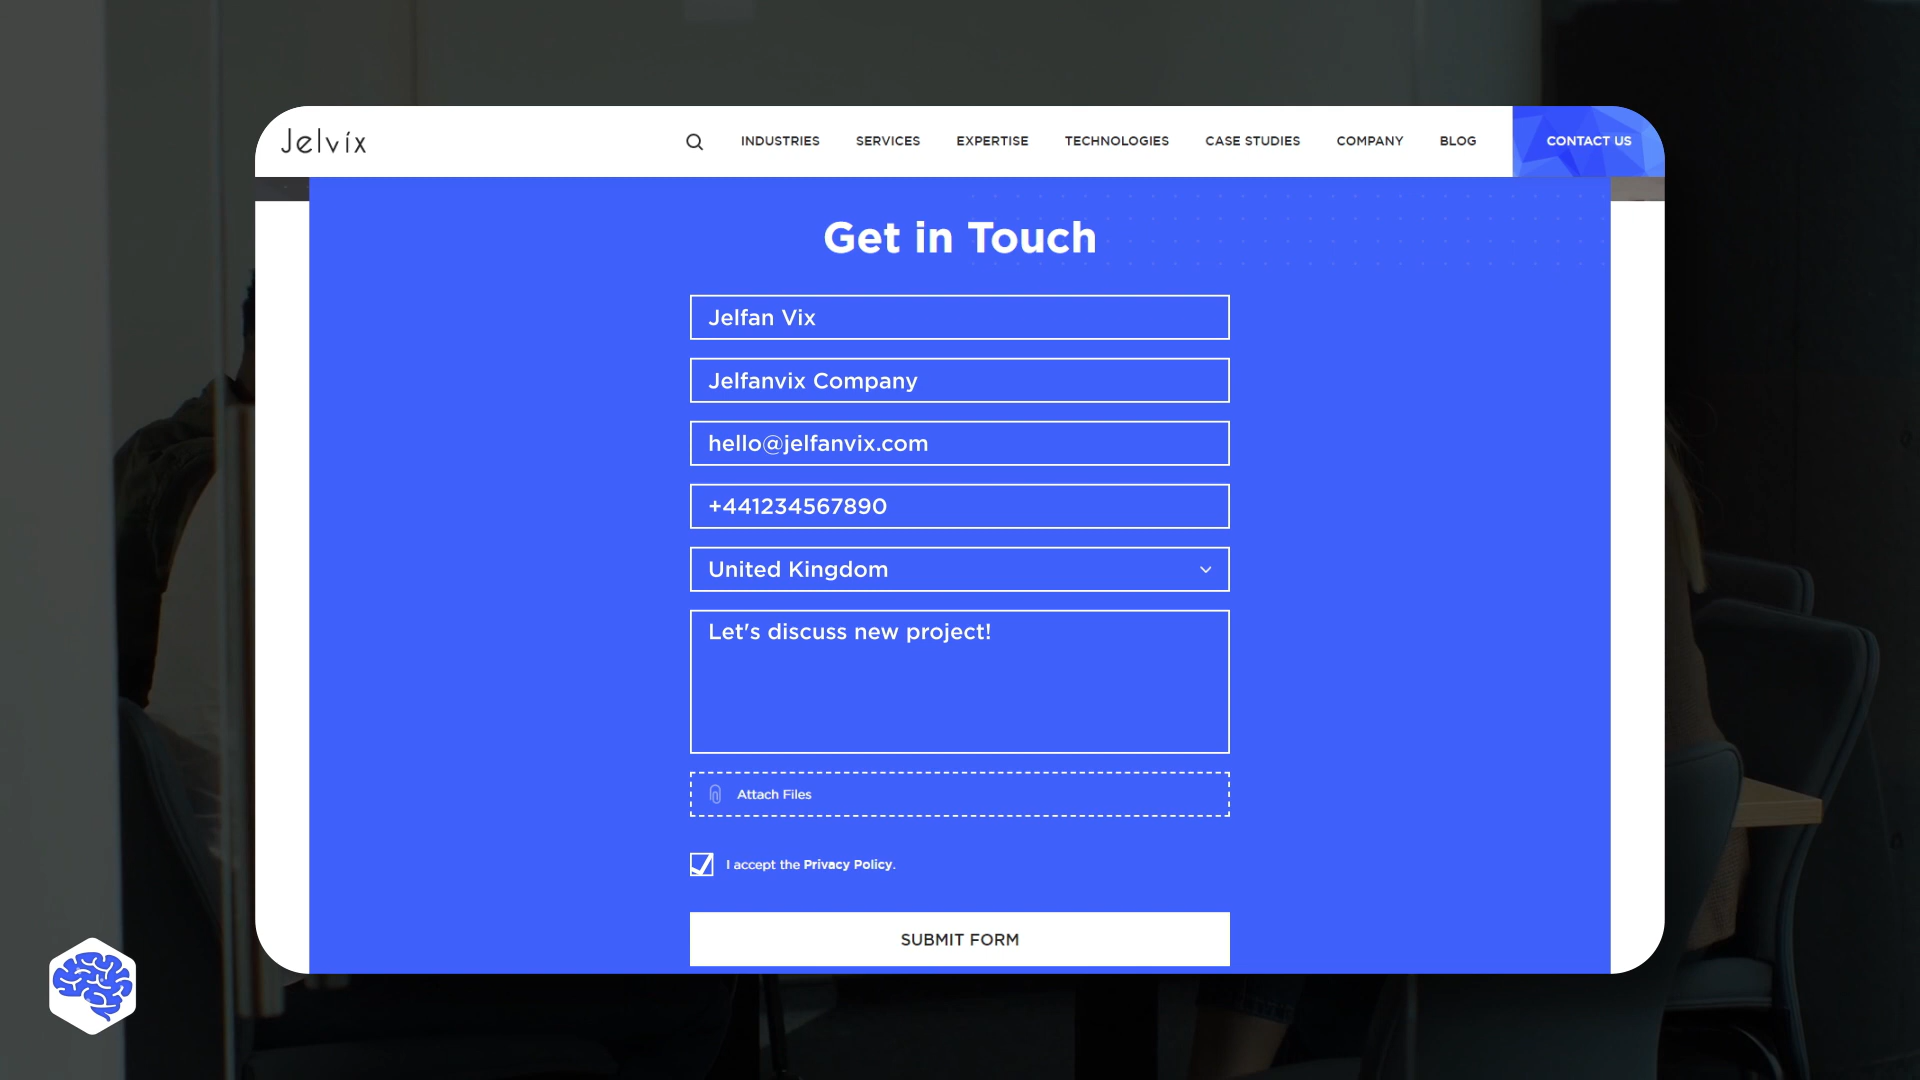 Jelvix
INDUSTRIES SERVICES EXPERTISE TECHNOLOGIES CASE STUDIES COMPANY BLOG CONTACT US
Get in Touch
Jelfan Vix
Jelfanvix Company
hello@jelfanvix.com
+441234567890
United Kingdom
Let's discuss new project!
Attach Files
I accept the Privacy Policy.
SUBMIT FORM